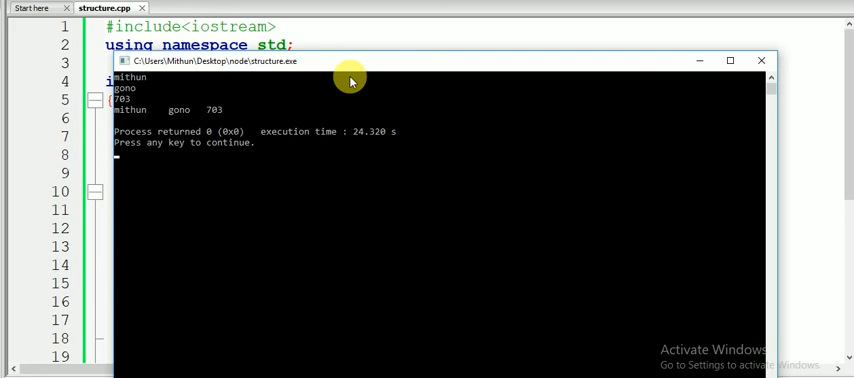 Start here
structure.cpp
1 #include<iostream>
2 using namespace std;
3
4 i
5 {
6
7
8
9
10
11
12
13
14
15
16
17
18
19
C:\Users\Mithun\Desktop\node\structure.exe
mithun
gono
703
mithun gono 703
Process returned 0 (0x0) execution time : 24.320 s
Press any key to continue.
Activate Windows
Go to Settings to activate Windows.